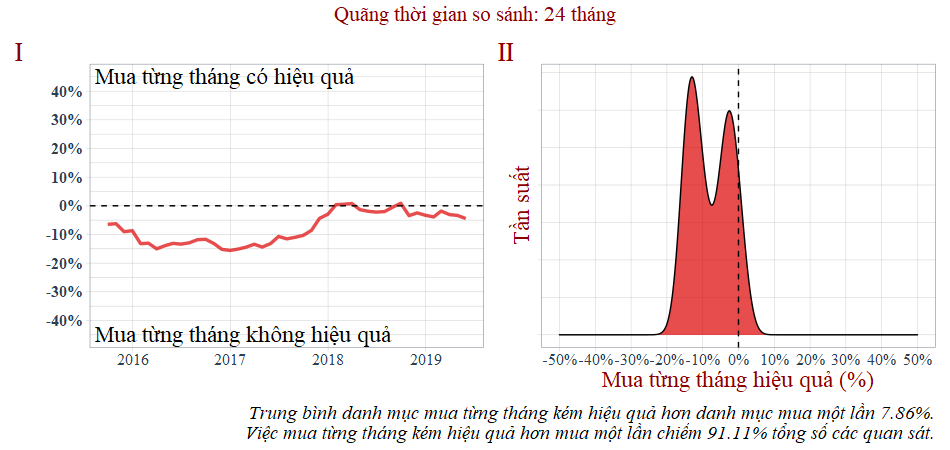 Quãng thời gian so sánh: 24 tháng
I
II
Mua từng tháng có hiệu quả
40%
30%
20%
10%
0%
-10%
-20%
-30%
-40%
Mua từng tháng không hiệu quả
2016 2017 2018 2019
Tần suất
-50% -40% -30% -20% -10% 0% 10% 20% 30% 40% 50%
Mua từng tháng hiệu quả (%)
Trung bình danh mục mua từng tháng kém hiệu quả hơn danh mục mua một lần 7.86%.
Việc mua từng tháng kém hiệu quả hơn mua một lần chiếm 91.11% tổng số các quan sát.